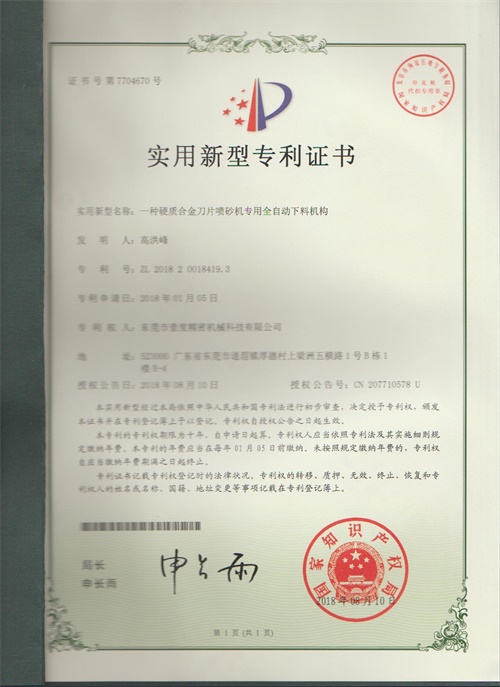 证书号第7704670号
实用新型专利证书
实用新型名称：一种硬质合金刀片喷砂机专用全自动下料机构
发 明 人：高洪峰
专 利 号：ZL 2018 2 0018419.3
专利申请日：2018年01月05日
专利权人：东莞市壹度精密机械科技有限公司
地 址：523000 广东省东莞市道滘镇厚德村上梁洲五横路1号B栋1
授权公告日：2018年08月10日 授权公告号：CN 207710578 U
本实用新型经过本局依照中华人民共和国专利法进行初步审查，决定授予专利权，颁发
本证书并在专利登记簿上予以登记。专利权自授权公告之日起生效。
本专利的专利权期限为十年，自申请日起算。专利权人应当依照专利法及其实施细则规
定缴纳年费。本专利的年费应当在每年01月05日前缴纳。未按照规定缴纳年费的，专利权
自应当缴纳年费期满之日起终止。
专利证书记载专利权登记时的法律状况。专利权的转移、质押、无效、终止、恢复和专
利权人的姓名或名称、国籍、地址变更等事项记载在专利登记簿上。
局长
申长雨
申长雨
国家知识产权局
2018年08月10日
第 1 页 (共 1 页)